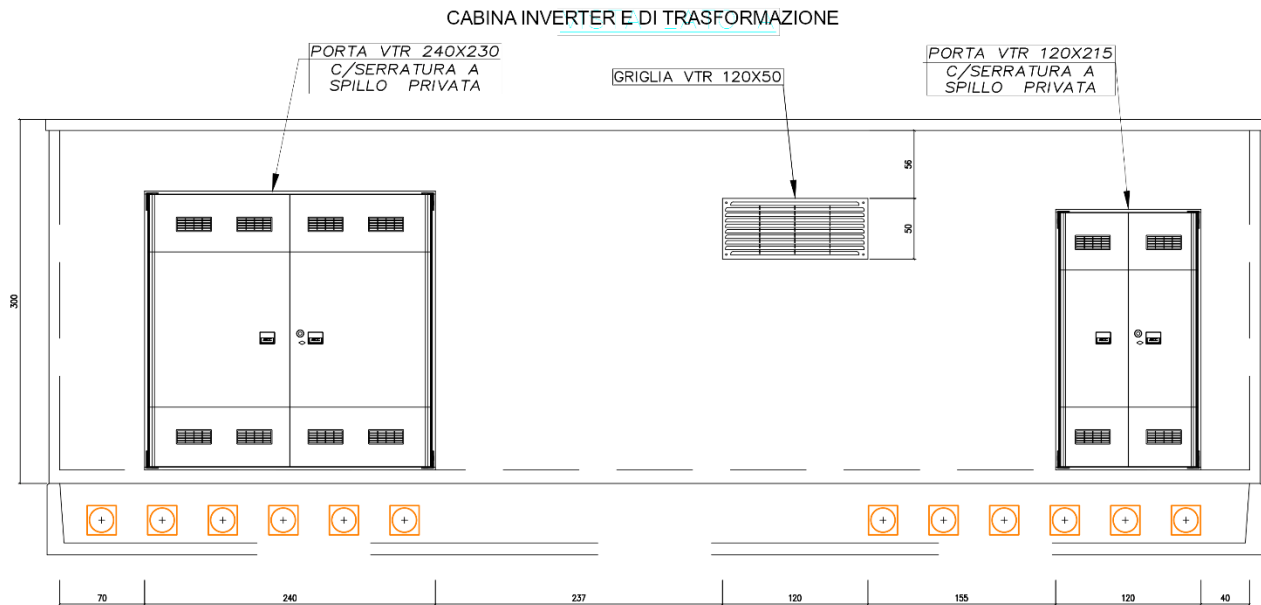 CABINA INVERTER E DI TRASFORMAZIONE
PORTA VTR 240X230
C/SERRATURA A
SPILLO PRIVATA
GRIGLIA VTR 120X50
PORTA VTR 120X215
C/SERRATURA A
SPILLO PRIVATA
56
50
300
70
240
237
120
155
120
40